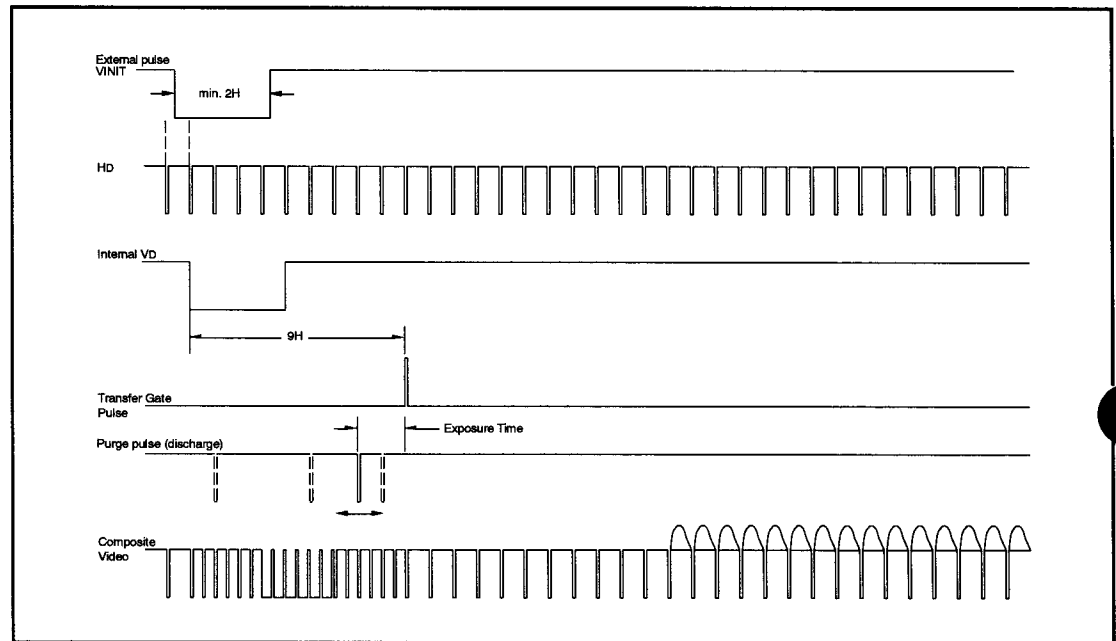 External pulse
VINIT
min. 2H
HD
Internal VD
9H
Transfer Gate
Pulse
Exposure Time
Purge pulse (discharge)
Composite
Video